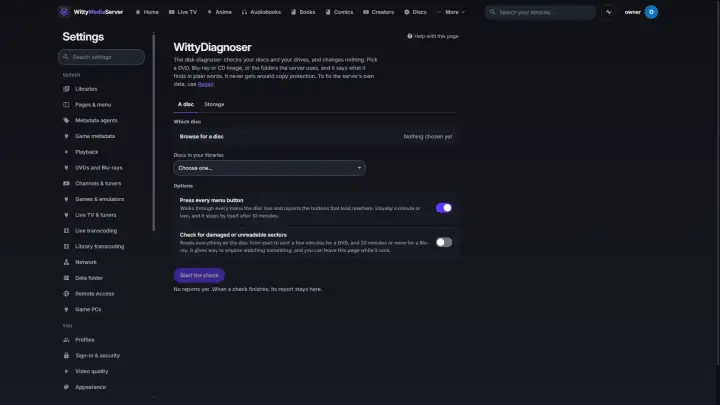 WittyMediaServer
Home
Live TV
Anime
Audiobooks
Books
Comics
Creators
Discs
More
Search your libraries...
owner
O
Settings
Search settings
SERVER
Libraries
Pages & menu
Metadata agents
Game metadata
Playback
DVDs and Blu-rays
Channels & tuners
Games & emulators
Live TV & tuners
Live transcoding
Library transcoding
Network
Data folder
Remote Access
Game PCs
YOU
Profiles
Sign-in & security
Video quality
Appearance
WittyDiagnoser
Help with this page
The disk diagnoser: checks your discs and your drives, and changes nothing. Pick
a DVD, Blu-ray or CD image, or the folders the server uses, and it says what it
finds in plain words. It never gets around copy protection. To fix the server's own
data, use Repair.
A disc
Storage
Which disc
Browse for a disc
Nothing chosen yet
Discs in your libraries
Choose one...
Options
Press every menu button
Walks through every menu the disc has and reports the buttons that lead nowhere. Usually a minute or
two, and it stops by itself after 10 minutes.
Check for damaged or unreadable sectors
Reads everything on the disc from start to end: a few minutes for a DVD, and 20 minutes or more for a Blu-
ray. It gives way to anyone watching something, and you can leave this page while it runs.
Start the check
No reports yet. When a check finishes, its report stays here.